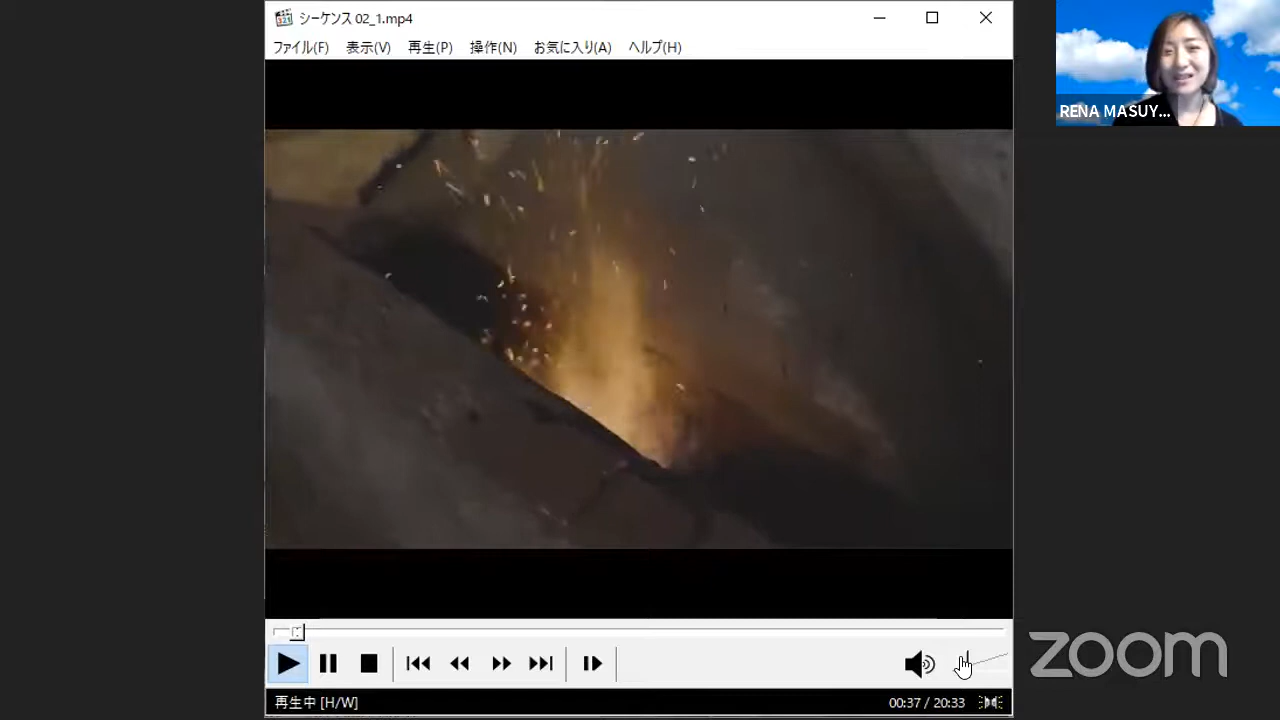 シーケンス 02_1.mp4
ファイル(F) 表示(V) 再生(P) 操作(N) お気に入り(A) ヘルプ(H)
RENA MASUY...
再生中 [H/W]
00:37 / 20:33
zoom